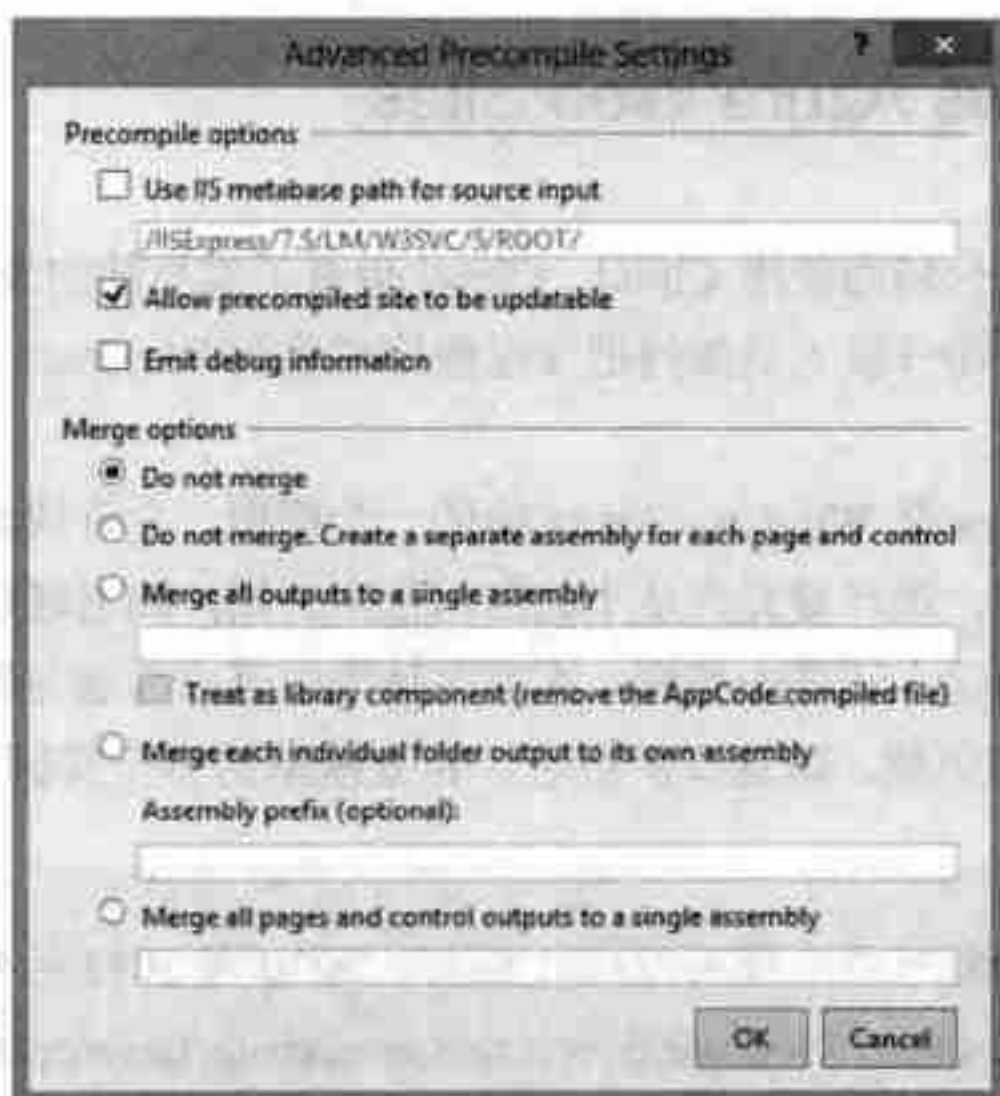 Advanced Precompile Settings
?
Precompile options
Use IIS metabase path for source input
/IISExpress/7.5/LM/W3SVC/5/ROOT/
Allow precompiled site to be updatable
Emit debug information
Merge options
Do not merge
Do not merge. Create a separate assembly for each page and control
Merge all outputs to a single assembly
Treat as library component (remove the AppCode.compiled file)
Merge each individual folder output to its own assembly
Assembly prefix (optional):
Merge all pages and control outputs to a single assembly
OK
Cancel